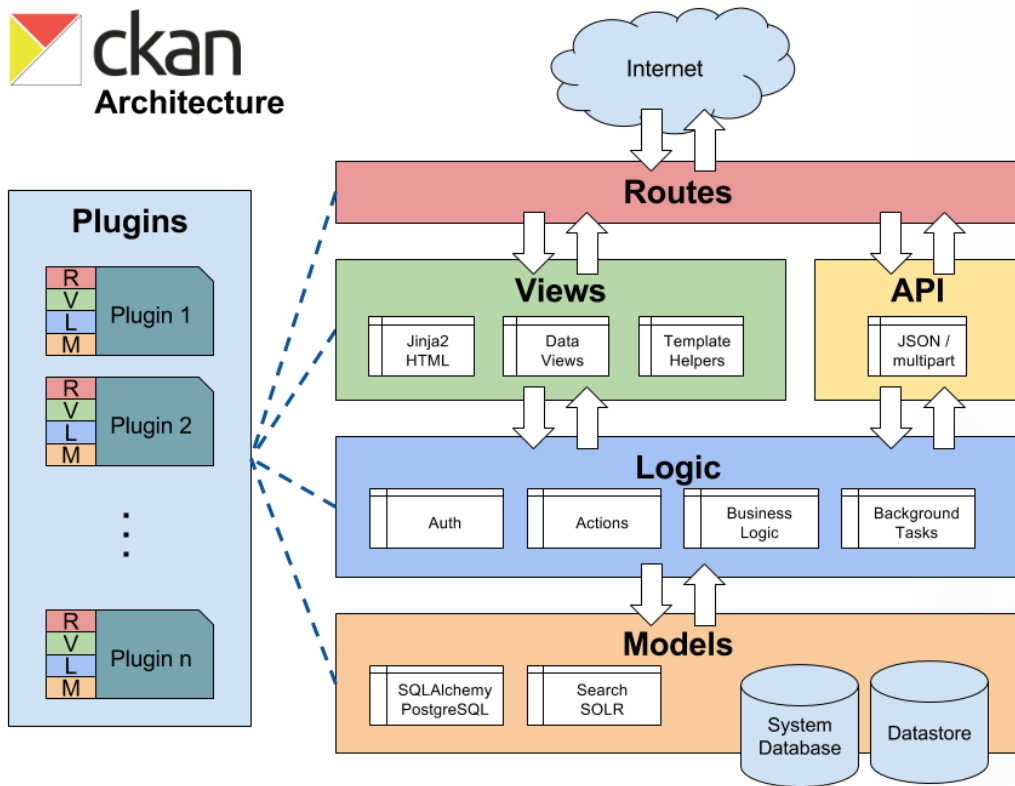 ckan
Architecture
Internet
Routes
Plugins
R
V
L
M
Plugin 1
R
V
L
M
Plugin 2
R
V
L
M
Plugin n
Views
Jinja2
HTML
Data
Views
Template
Helpers
API
JSON /
multipart
Logic
Auth
Actions
Business
Logic
Background
Tasks
Models
SQLAlchemy
PostgreSQL
Search
SOLR
System
Database
Datastore